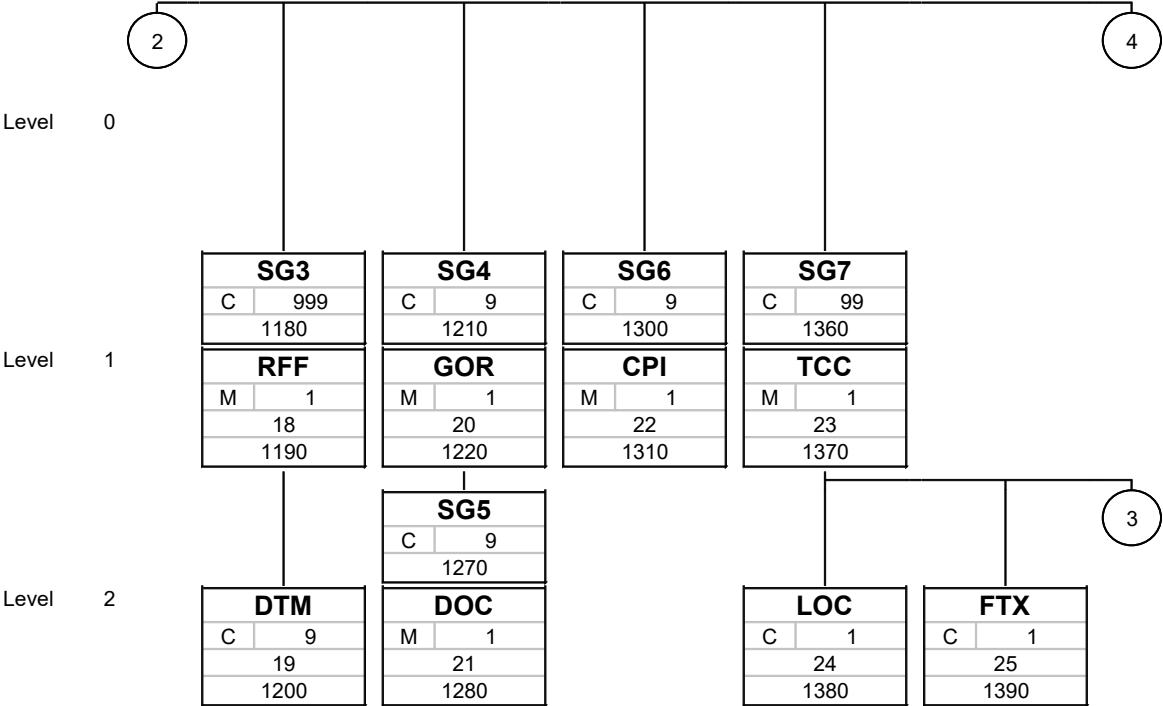 2
4
Level 0
SG3 SG4 SG6 SG7
C 999 C 9 C 9 C 99
1180 1210 1300 1360
Level 1
RFF GOR CPI TCC
M 1 M 1 M 1 M 1
18 20 22 23
1190 1220 1310 1370
SG5
3
C 9
1270
Level 2
DTM DOC LOC FTX
C 9 M 1 C 1 C 1
19 21 24 25
1200 1280 1380 1390